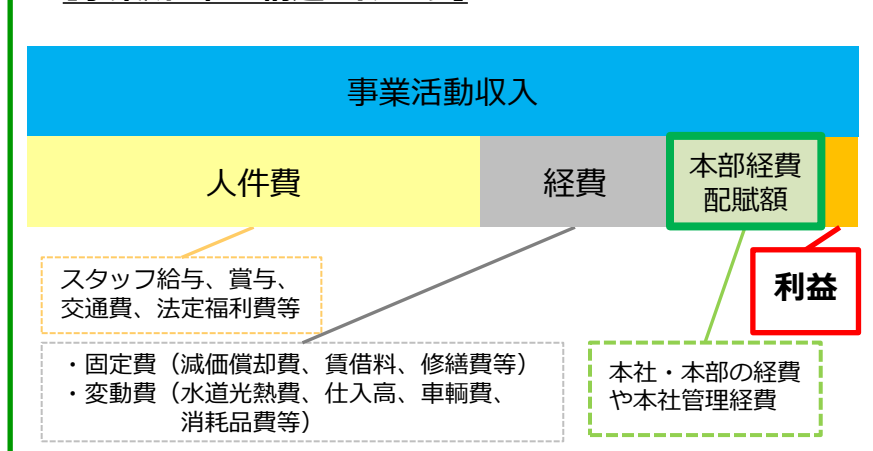 事業活動収入
人件費
経費
本部経費
配賦額
スタッフ給与、賞与、
交通費、法定福利費等
利益
・固定費（減価償却費、賃借料、修繕費等）
・変動費（水道光熱費、仕入高、車輌費、
消耗品費等）
本社・本部の経費
や本社管理経費